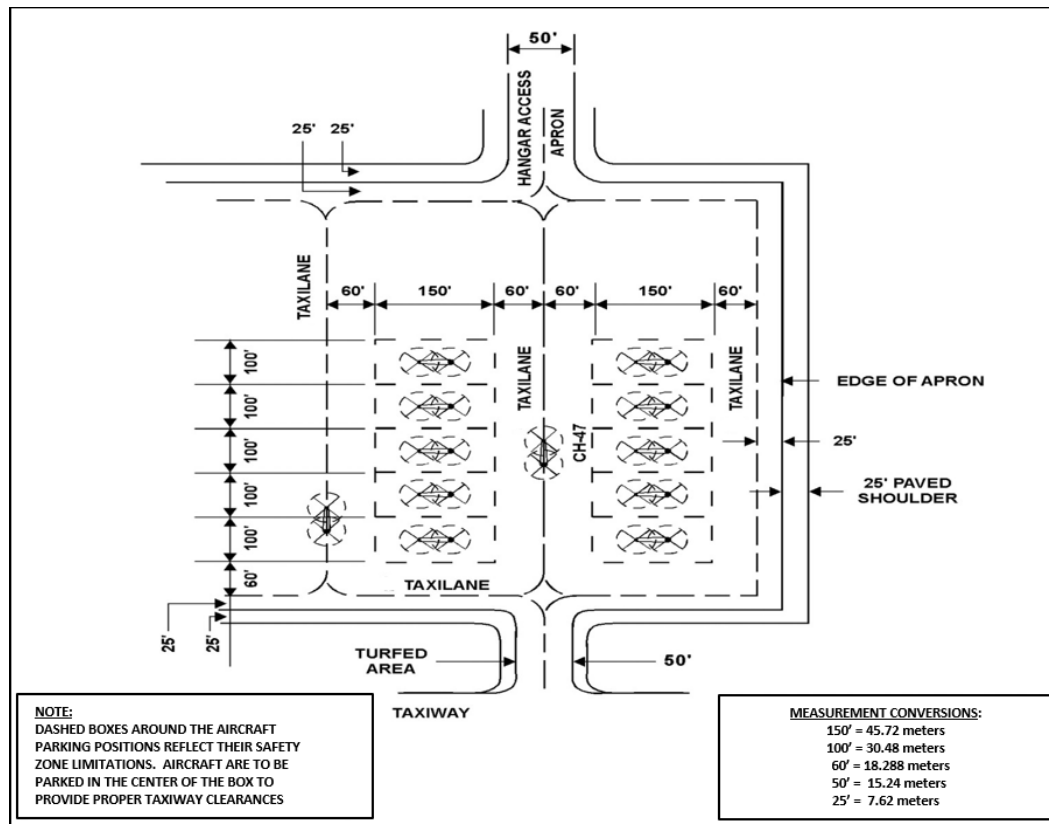 50'
HANGAR ACCESS
APRON
25' 25'
TAXILANE
60' 150' 60' 60' 150' 60'
TAXILANE
TAXILANE
100'
100'
100'
100'
100'
60'
CH-47
EDGE OF APRON
25'
25' PAVED
SHOULDER
TAXILANE
25'
25'
TURFED
AREA
50'
TAXIWAY
NOTE:
DASHED BOXES AROUND THE AIRCRAFT
PARKING POSITIONS REFLECT THEIR SAFETY
ZONE LIMITATIONS. AIRCRAFT ARE TO BE
PARKED IN THE CENTER OF THE BOX TO
PROVIDE PROPER TAXIWAY CLEARANCES
MEASUREMENT CONVERSIONS:
150' = 45.72 meters
100' = 30.48 meters
60' = 18.288 meters
50' = 15.24 meters
25' = 7.62 meters